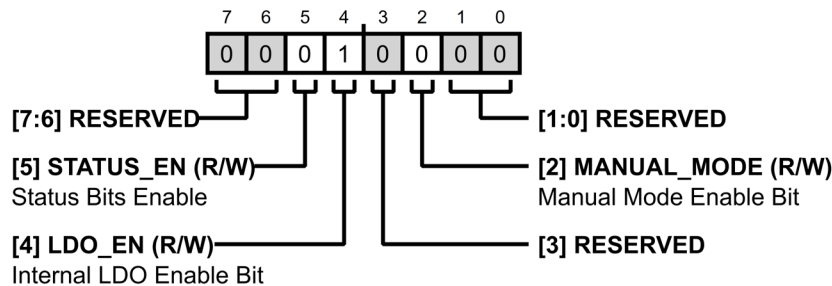 7 6 5 4 3 2 1 0
0 0 0 1 0 0 0 0
[7:6] RESERVED
[5] STATUS_EN (R/W)
Status Bits Enable
[4] LDO_EN (R/W)
Internal LDO Enable Bit
[1:0] RESERVED
[2] MANUAL_MODE (R/W)
Manual Mode Enable Bit
[3] RESERVED